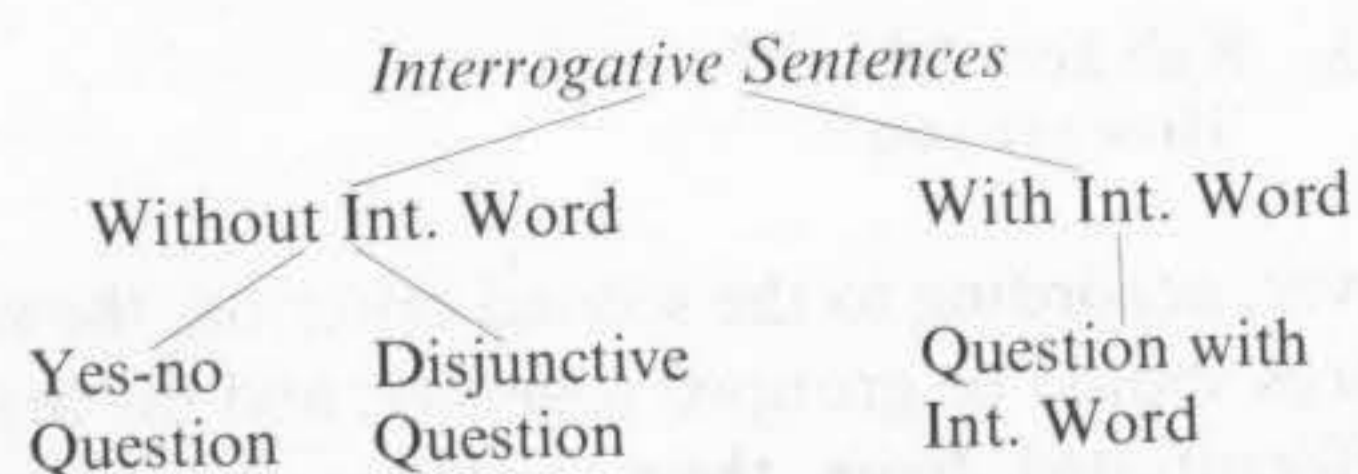 Interrogative Sentences
Without Int. Word
With Int. Word
Yes-no
Question
Disjunctive
Question
Question with
Int. Word